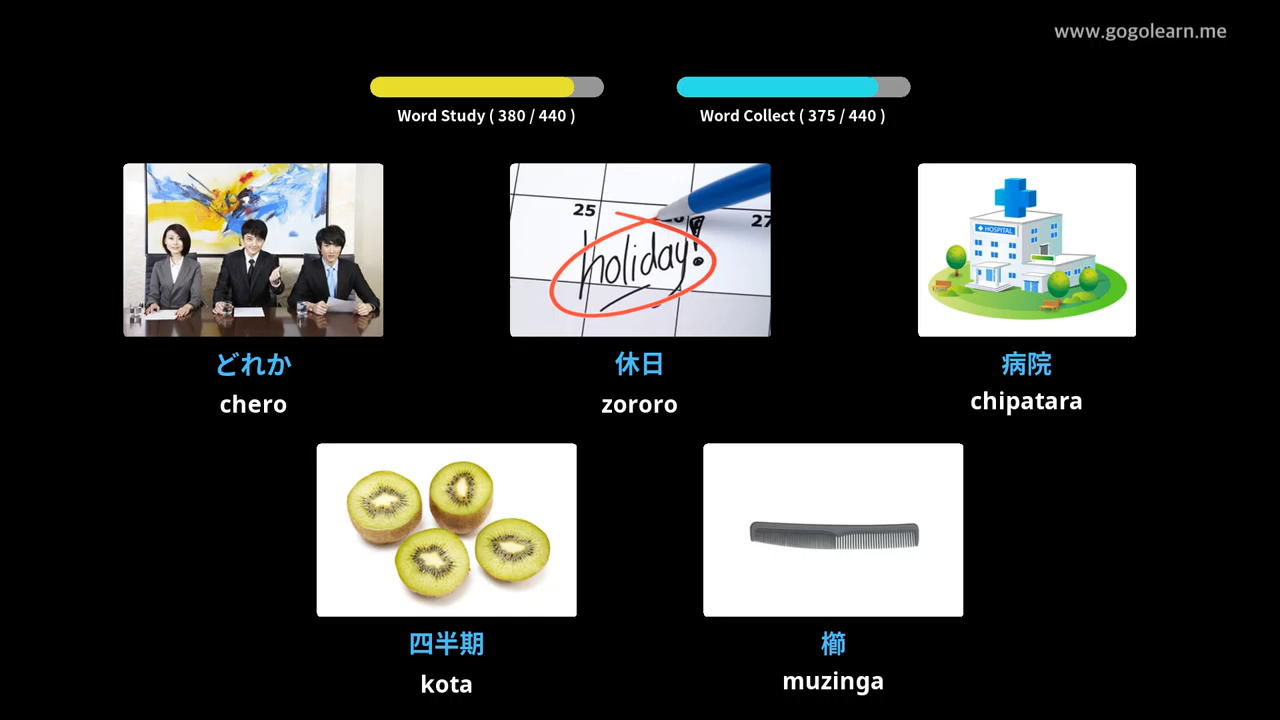 www.gogolearn.me
Word Study ( 380 / 440 )
Word Collect ( 375 / 440 )
25
27
holiday!
HOSPITAL
どれか
休日
病院
chero
zororo
chipatara
四半期
櫛
kota
muzinga